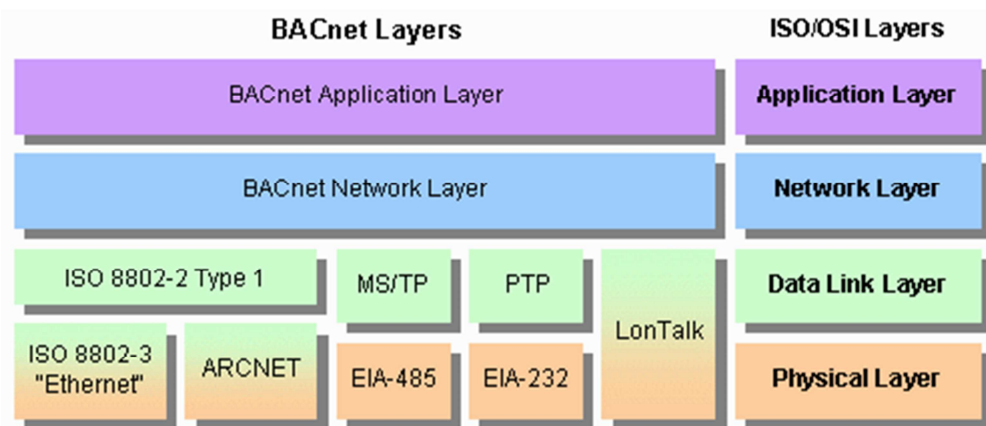 BACnet Layers
ISO/OSI Layers
BACnet Application Layer
Application Layer
BACnet Network Layer
Network Layer
ISO 8802-2 Type 1
MS/TP
PTP
LonTalk
Data Link Layer
ISO 8802-3
"Ethernet"
ARCNET
EIA-485
EIA-232
Physical Layer